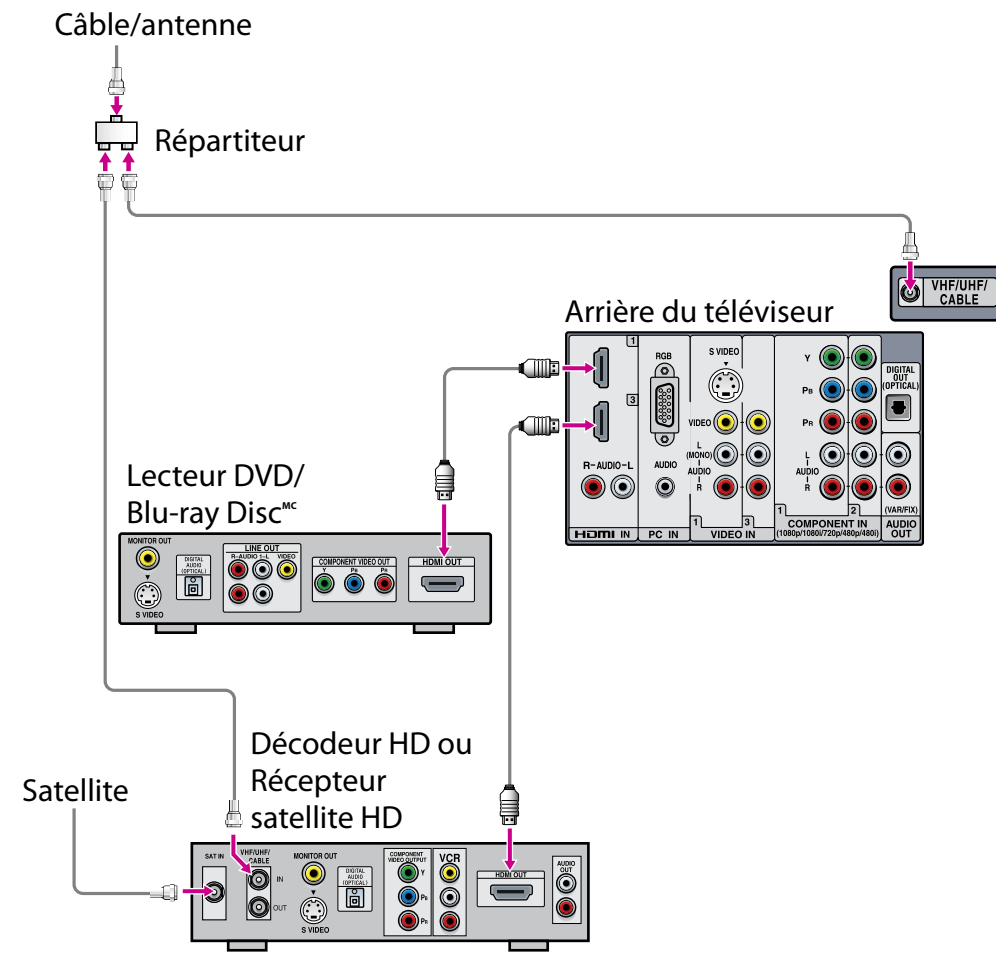 Câble/antenne
Répartiteur
VHF/UHF/
CABLE
Arrière du téléviseur
1
3
RGB
S VIDEO
Y
PB
PR
DIGITAL
OUT
(OPTICAL)
VIDEO
L
(MONO)
AUDIO
R
R-AUDIO-L
AUDIO
L
AUDIO
R
(VAR/FIX)
HDMI IN
PC IN
1
3
VIDEO IN
1
2
COMPONENT IN
(1080p/1080i/720p/480p/480i)
AUDIO
OUT
Lecteur DVD/
Blu-ray Disc MC
MONITOR OUT
S VIDEO
DIGITAL
AUDIO
(OPTICAL)
LINE OUT
R-AUDIO 1-L VIDEO
COMPONENT VIDEO OUT
Y PB PR
HDMI OUT
Décodeur HD ou
Récepteur
satellite HD
Satellite
SAT IN
VHF/UHF/
CABLE
IN
OUT
MONITOR OUT
S VIDEO
DIGITAL
AUDIO
(OPTICAL)
COMPONENT
VIDEO OUTPUT
Y
PB
PR
VCR
HDMI OUT
AUDIO
OUT